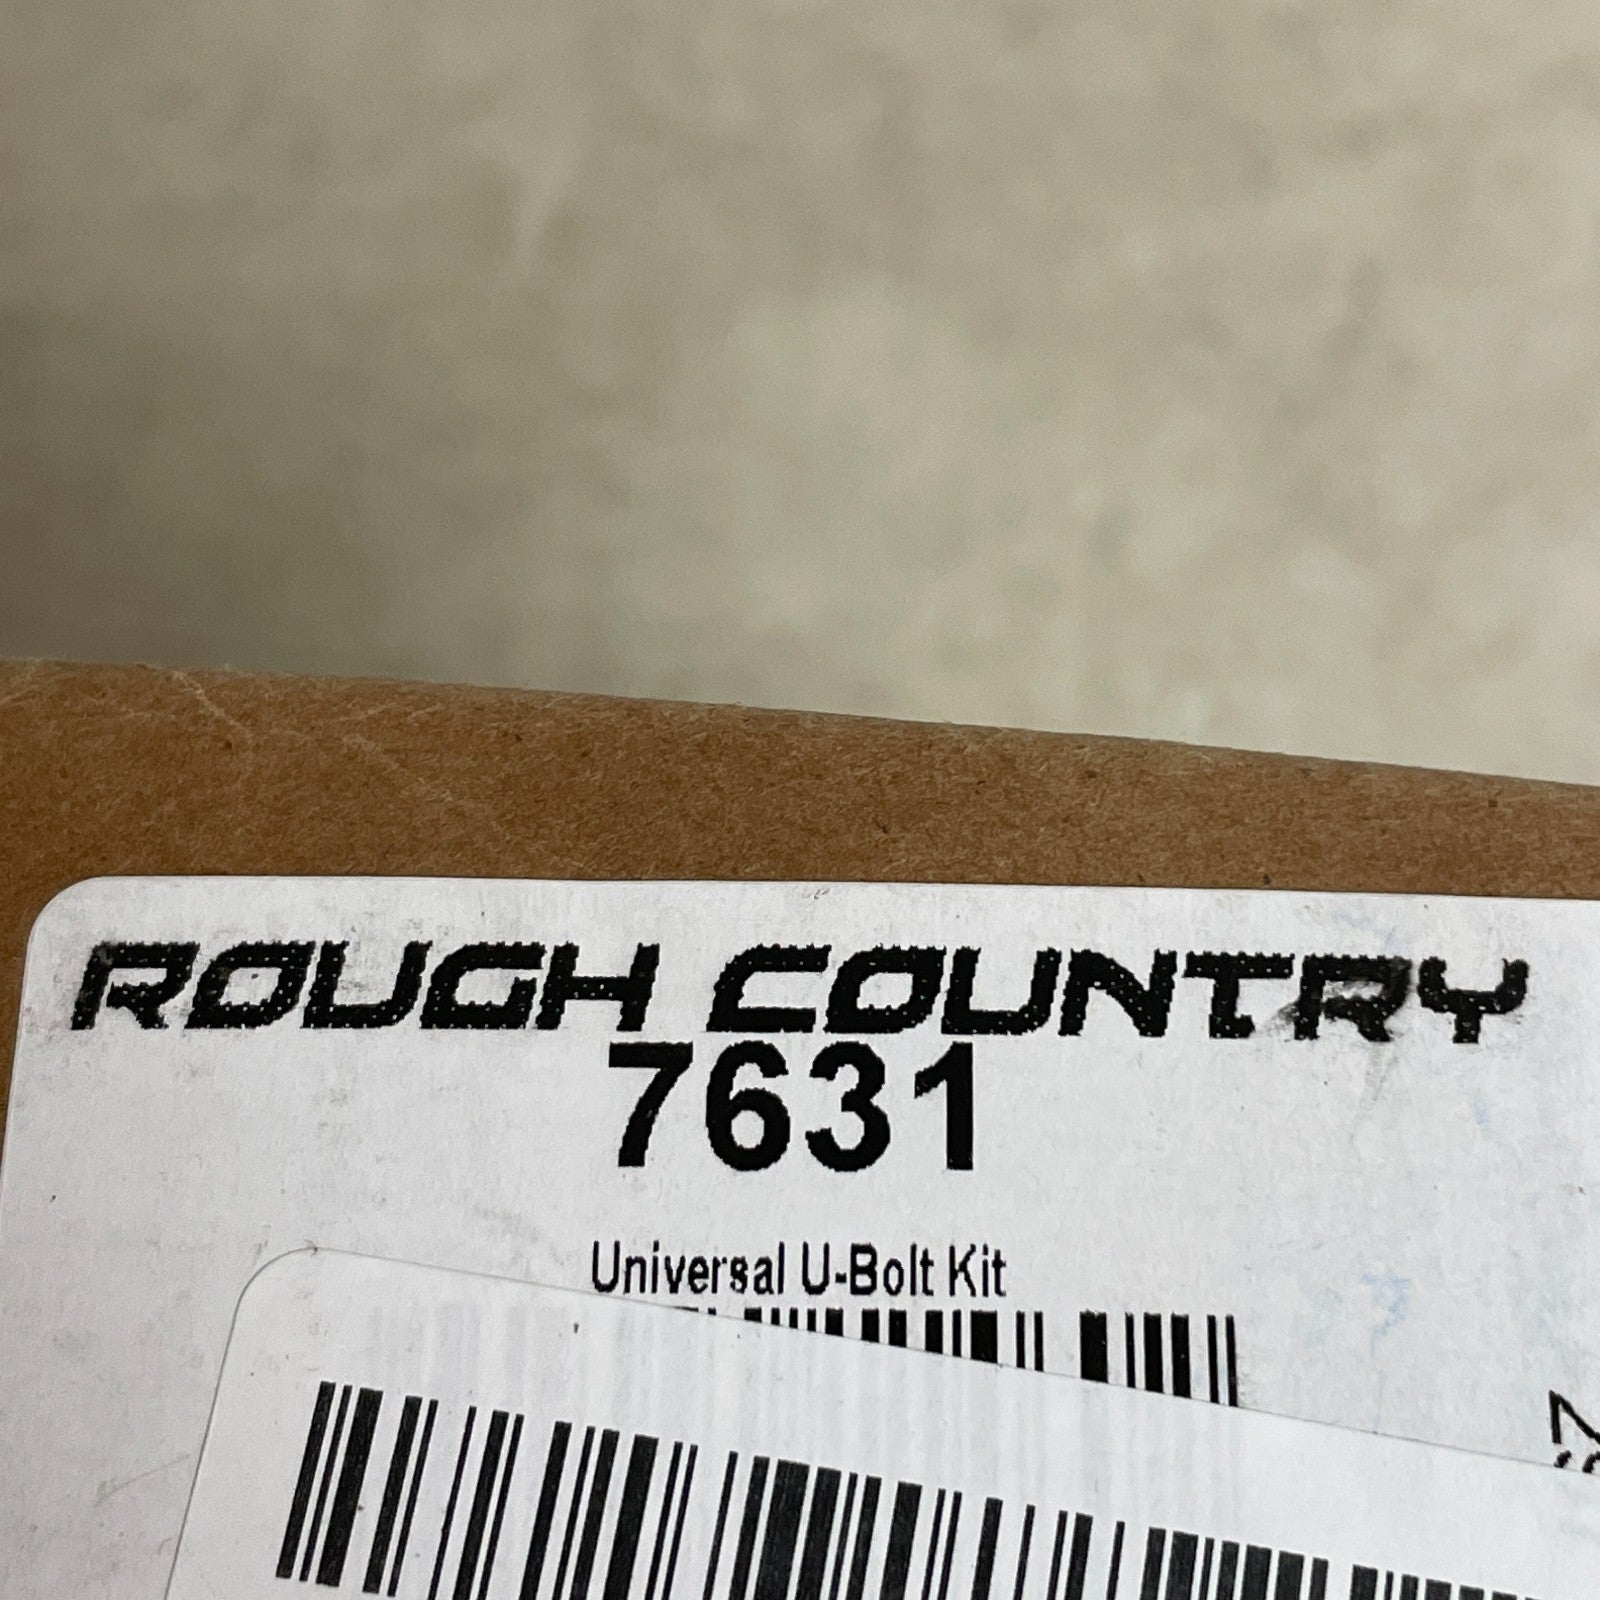 ROUGH COUNTRY
7631
Universal U-Bolt Kit